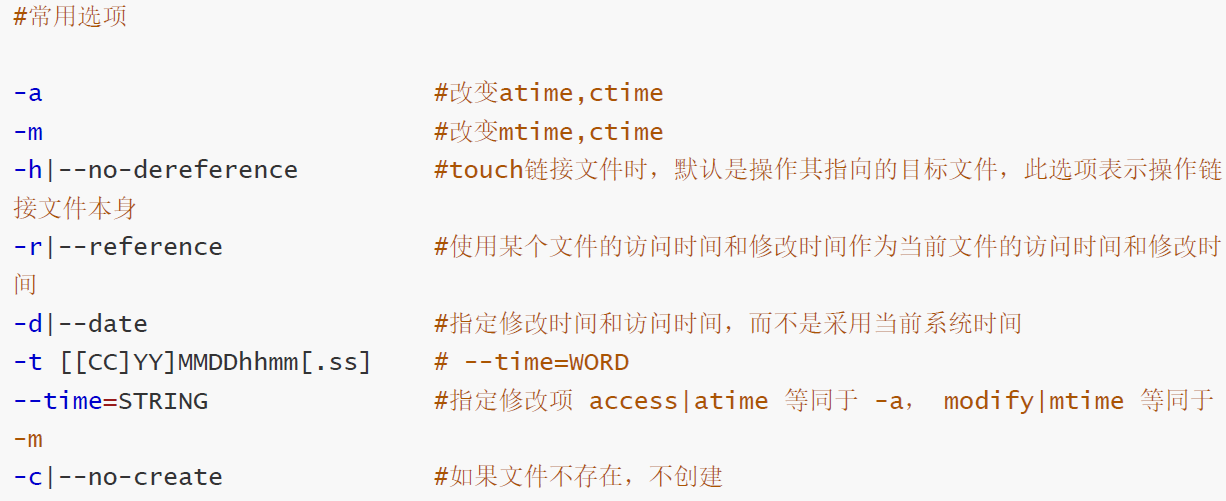 #常用选项
-a #改变atime,ctime
-m #改变mtime,ctime
-h|--no-dereference #touch链接文件时，默认是操作其指向的目标文件，此选项表示操作链
接文件本身
-r|--reference #使用某个文件的访问时间和修改时间作为当前文件的访问时间和修改时
间
-d|--date #指定修改时间和访问时间，而不是采用当前系统时间
-t [[CC]YY]MMDDhhmm[.ss] # --time=WORD
--time=STRING #指定修改项 access|atime 等同于 -a， modify|mtime 等同于
-m
-c|--no-create #如果文件不存在，不创建